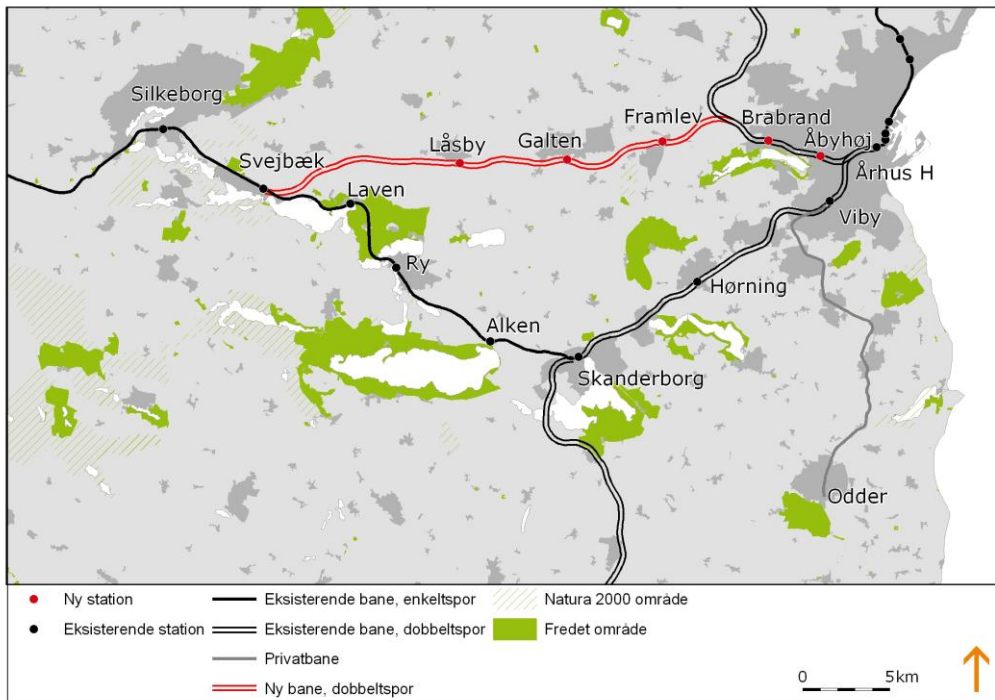 Silkeborg
Svejbæk
Laven
Ry
Alken
Låsby
Galten
Framlev
Brabrand
Åbyhøj
Århus H
Viby
Hørning
Skanderborg
Odder
Ny station
Eksisterende station
Eksisterende bane, enkeltspor
Eksisterende bane, dobbeltspor
Privatbane
Ny bane, dobbeltspor
Natura 2000 område
Fredet område
0 5km